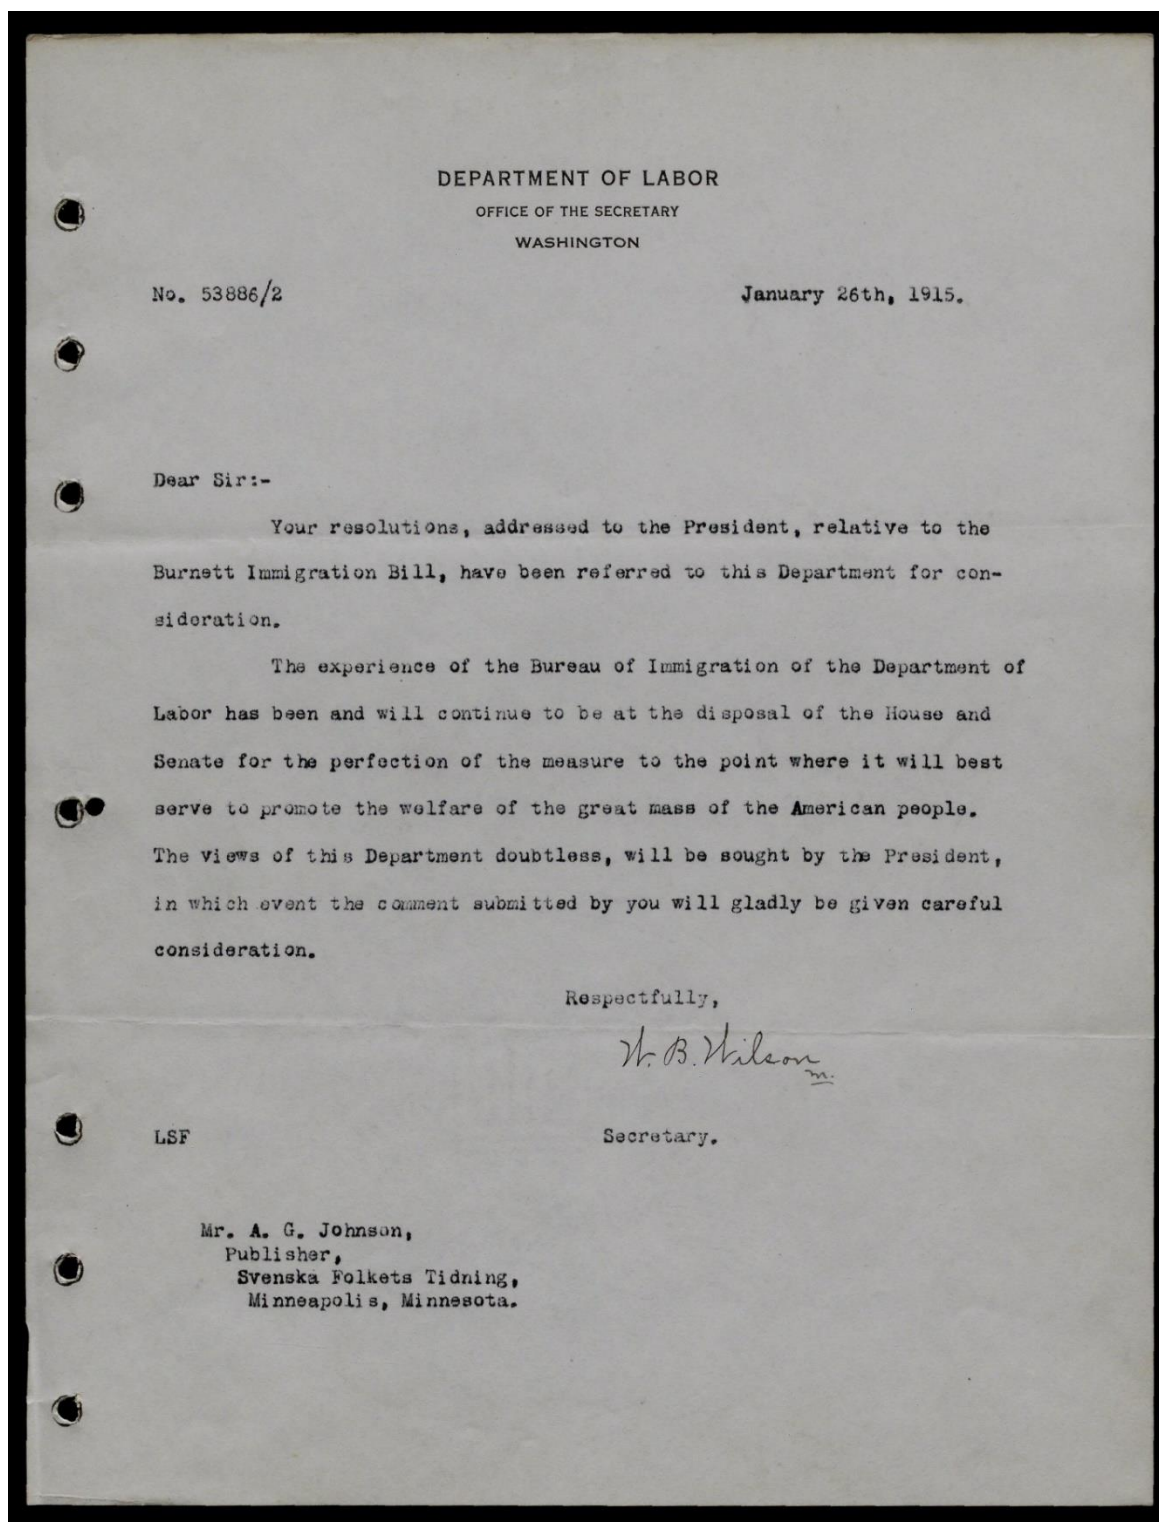 DEPARTMENT OF LABOR
OFFICE OF THE SECRETARY
WASHINGTON
No. 53886/2 January 26th, 1915.
Dear Sir:-
Your resolutions, addressed to the President, relative to the
Burnett Immigration Bill, have been referred to this Department for con-
sideration.
The experience of the Bureau of Immigration of the Department of
Labor has been and will continue to be at the disposal of the House and
Senate for the perfection of the measure to the point where it will best
serve to promote the welfare of the great mass of the American people.
The views of this Department doubtless, will be sought by the President,
in which event the comment submitted by you will gladly be given careful
consideration.
Respectfully,
W. B. Wilson
m.
LSF Secretary.
Mr. A. G. Johnson,
Publisher,
Svenska Folkets Tidning,
Minneapolis, Minnesota.